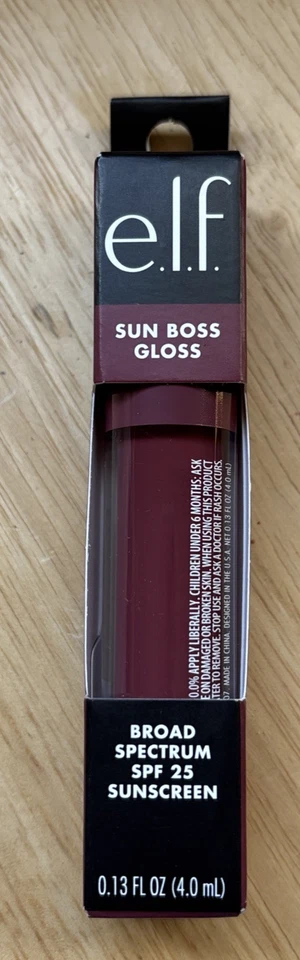 e.l.f.
SUN BOSS
GLOSS
0.0% APPLY LIBERALLY. CHILDREN UNDER 6 MONTHS: ASK
E ON DAMAGED OR BROKEN SKIN. WHEN USING THIS PRODUCT
TER TO REMOVE. STOP USE AND ASK A DOCTOR IF RASH OCCURS.
07. MADE IN CHINA. DESIGNED IN THE U.S.A. NET 0.13 FL OZ (4.0 mL)
BROAD
SPECTRUM
SPF 25
SUNSCREEN
0.13 FL OZ (4.0 mL)